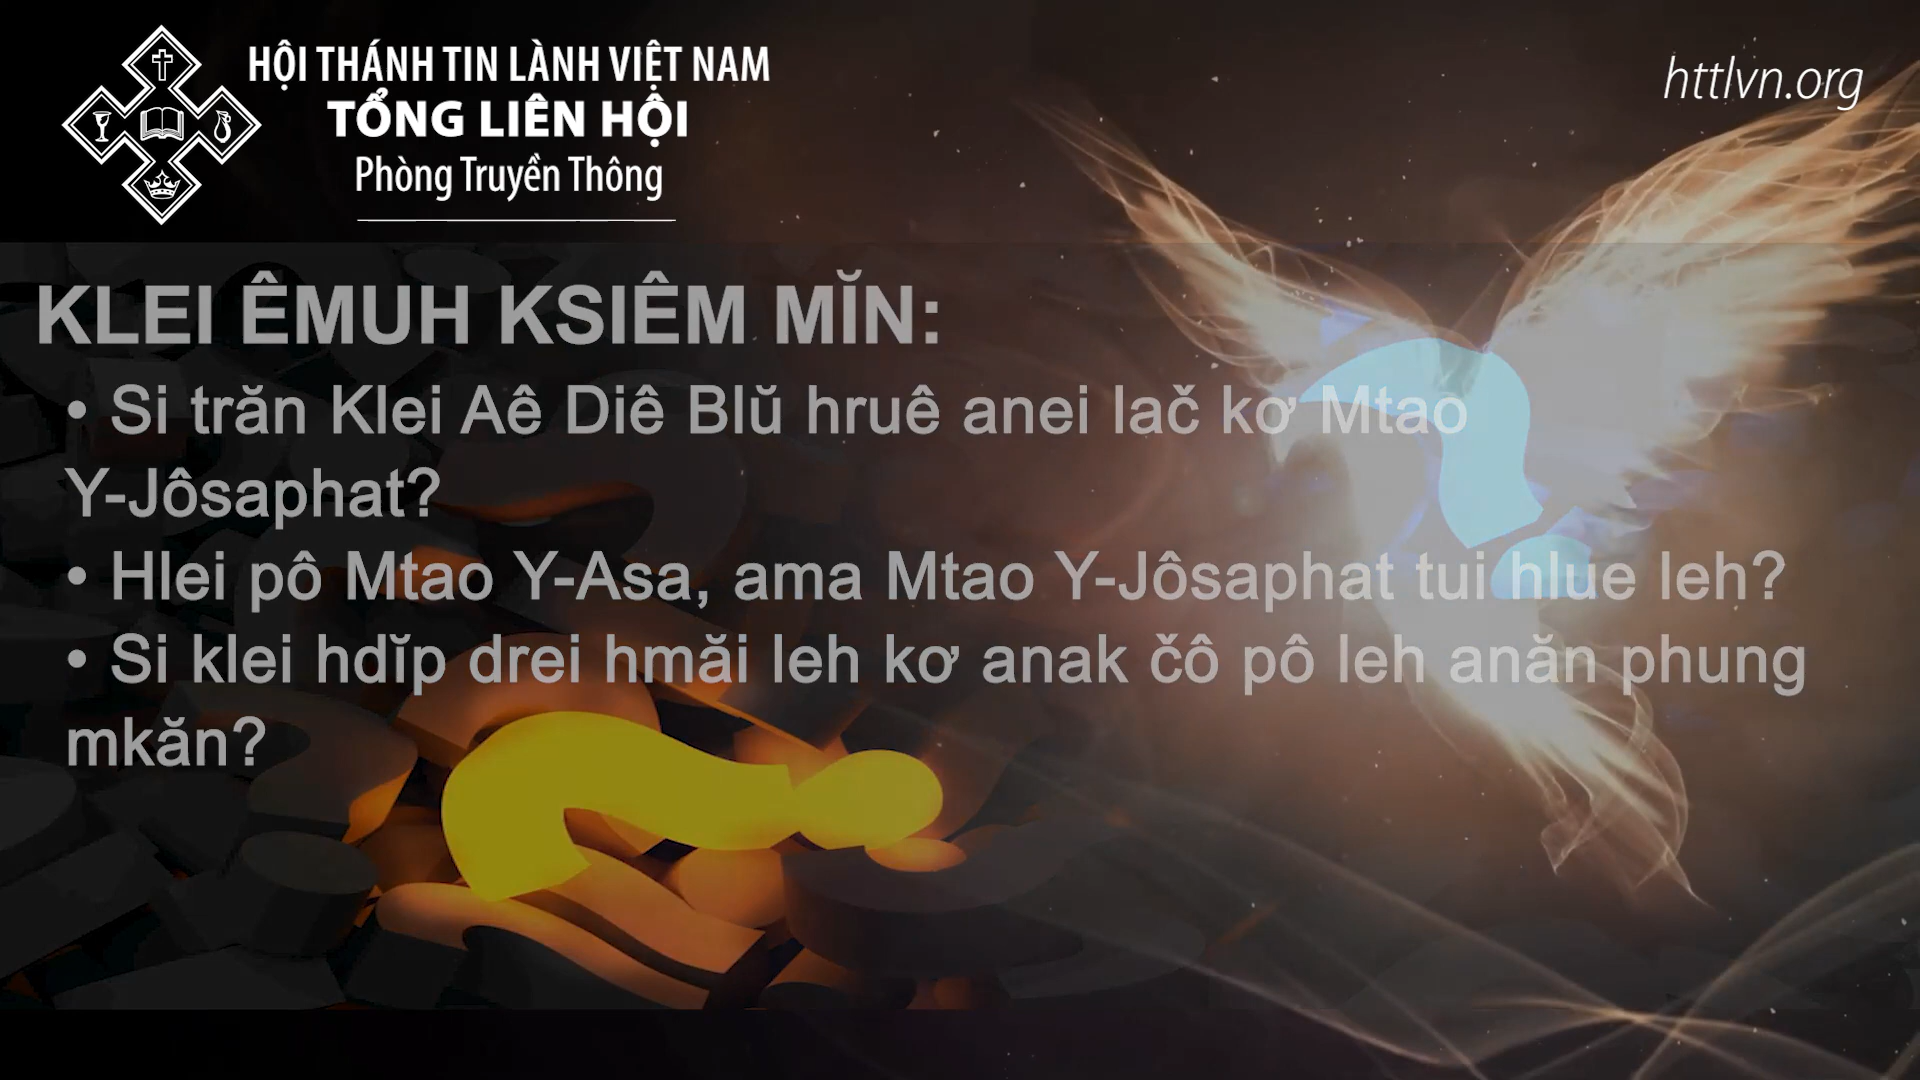 HỘI THÁNH TIN LÀNH VIỆT NAM
TỔNG LIÊN HỘI
Phòng Truyền Thông
httlvn.org
KLEI ÊMUH KSIÊM MĬN:
• Si trăn Klei Aê Diê Blŭ hruê anei lač kơ Mtao
Y-Jôsaphat?
• Hlei pô Mtao Y-Asa, ama Mtao Y-Jôsaphat tui hlue leh?
• Si klei hdĭp drei hmăi leh kơ anak čô pô leh anăn phung
mkăn?